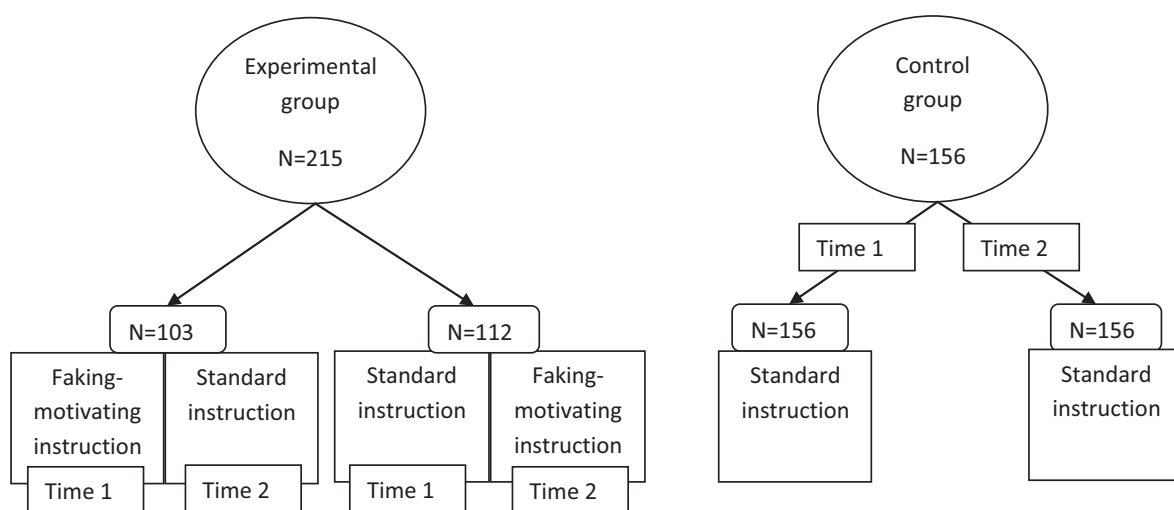 Experimental
group
N=215
Control
group
N=156
Time 1
Time 2
N=103
N=112
N=156
N=156
Faking-
motivating
instruction
Standard
instruction
Standard
instruction
Faking-
motivating
instruction
Standard
instruction
Standard
instruction
Time 1
Time 2
Time 1
Time 2